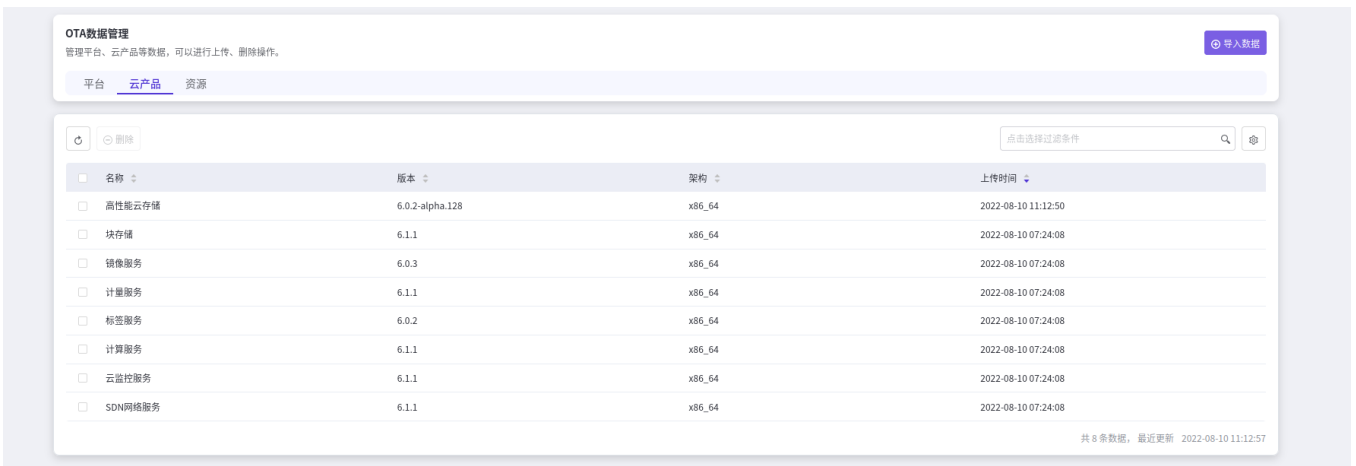 OTA数据管理
管理平台、云产品等数据，可以进行上传、删除操作。
导入数据
平台 云产品 资源
删除 点击选择过滤条件
名称 版本 架构 上传时间
高性能云存储 6.0.2-alpha.128 x86_64 2022-08-10 11:12:50
块存储 6.1.1 x86_64 2022-08-10 07:24:08
镜像服务 6.0.3 x86_64 2022-08-10 07:24:08
计量服务 6.1.1 x86_64 2022-08-10 07:24:08
标签服务 6.0.2 x86_64 2022-08-10 07:24:08
计算服务 6.1.1 x86_64 2022-08-10 07:24:08
云监控服务 6.1.1 x86_64 2022-08-10 07:24:08
SDN网络服务 6.1.1 x86_64 2022-08-10 07:24:08
共 8 条数据， 最近更新 2022-08-10 11:12:57